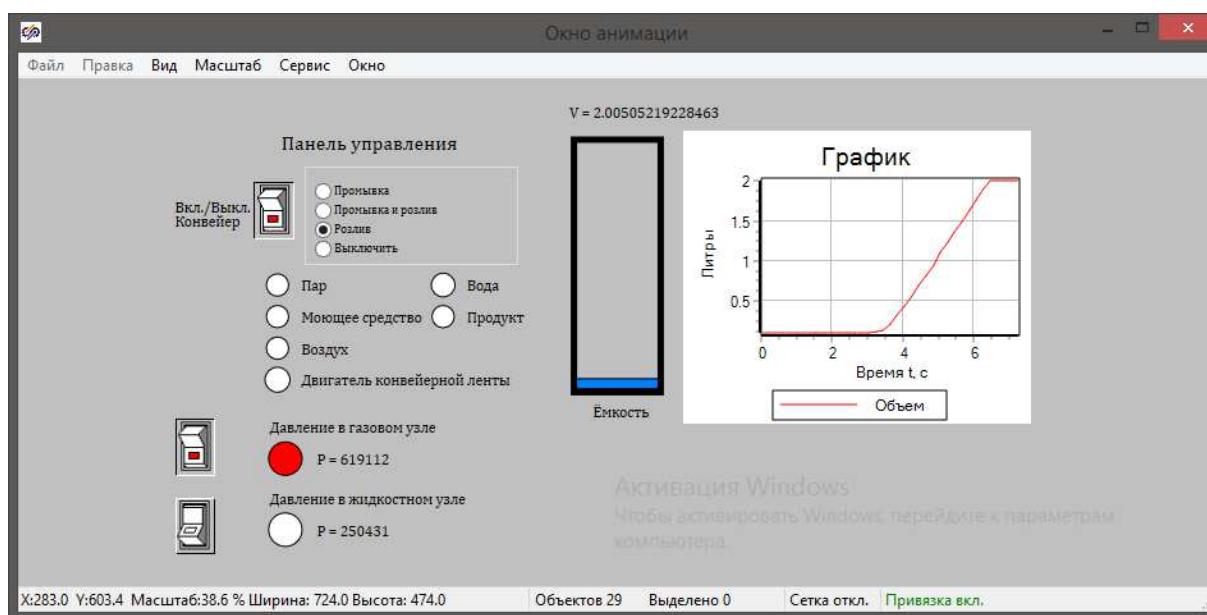 Окно анимации
Файл Правка Вид Масштаб Сервис Окно
V = 2.00505219228463
Панель управления
Вкл./Выкл.
Конвейер
Промывка
Промывка и розлив
Розлив
Выключить
Пар
Вода
Моющее средство
Продукт
Воздух
Двигатель конвейерной ленты
Давление в газовом узле
P = 619112
Давление в жидкостном узле
P = 250431
Ёмкость
График
Литры
2
1.5
1
0.5
0 2 4 6
Время t, с
Объем
Активация Windows
Чтобы активировать Windows, перейдите к параметрам
компьютера.
X:283.0 Y:603.4 Масштаб:38.6 % Ширина: 724.0 Высота: 474.0 Объектов 29 Выделено 0 Сетка откл. Привязка вкл.